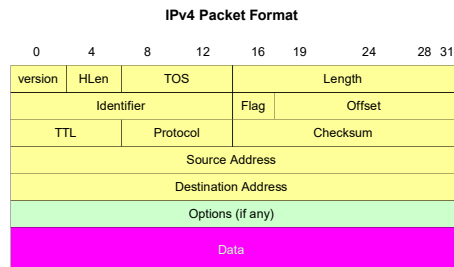 IPv4 Packet Format
0 4 8 12 16 19 24 28 31
version HLen TOS Length
Identifier Flag Offset
TTL Protocol Checksum
Source Address
Destination Address
Options (if any)
Data